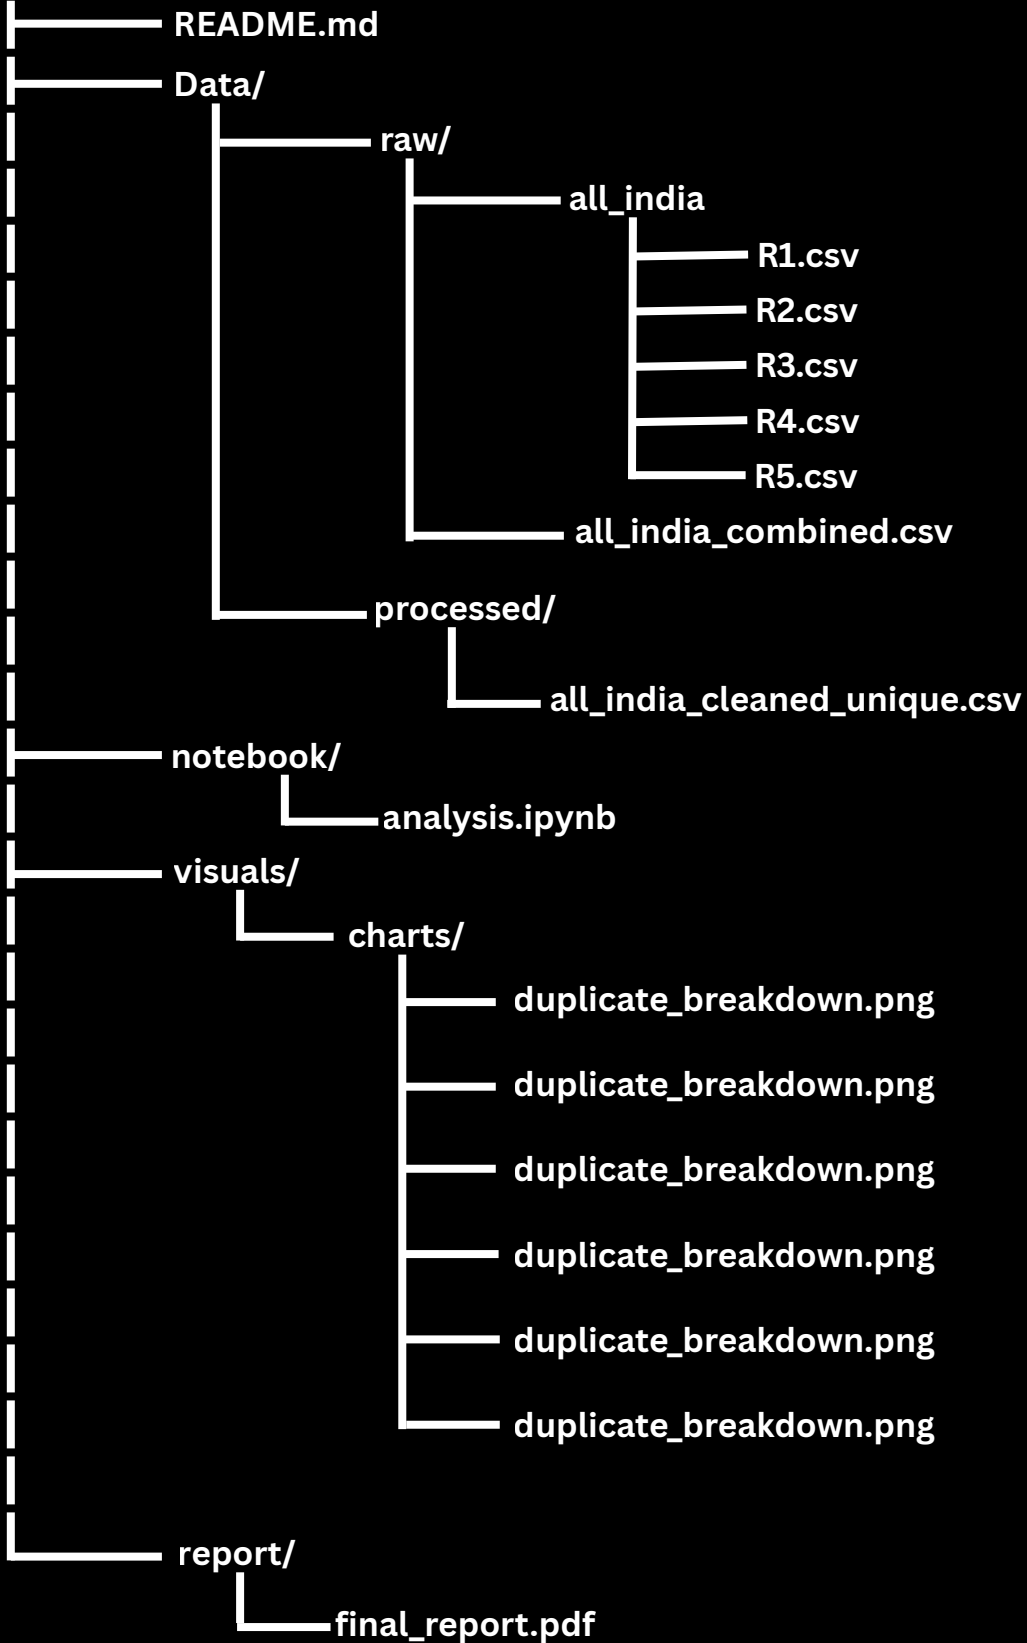 README.md
Data/
raw/
all_india
R1.csv
R2.csv
R3.csv
R4.csv
R5.csv
all_india_combined.csv
processed/
all_india_cleaned_unique.csv
notebook/
analysis.ipynb
visuals/
charts/
duplicate_breakdown.png
duplicate_breakdown.png
duplicate_breakdown.png
duplicate_breakdown.png
duplicate_breakdown.png
duplicate_breakdown.png
report/
final_report.pdf